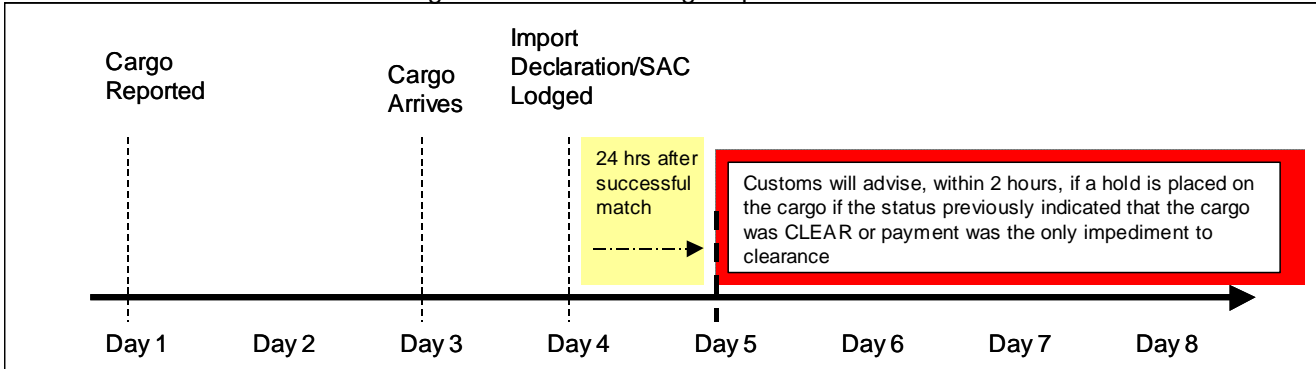 Cargo
Reported
Cargo
Arrives
Import
Declaration/SAC
Lodged
24 hrs after
successful
match
Customs will advise, within 2 hours, if a hold is placed on
the cargo if the status previously indicated that the cargo
was CLEAR or payment was the only impediment to
clearance
Day 1 Day 2 Day 3 Day 4 Day 5 Day 6 Day 7 Day 8